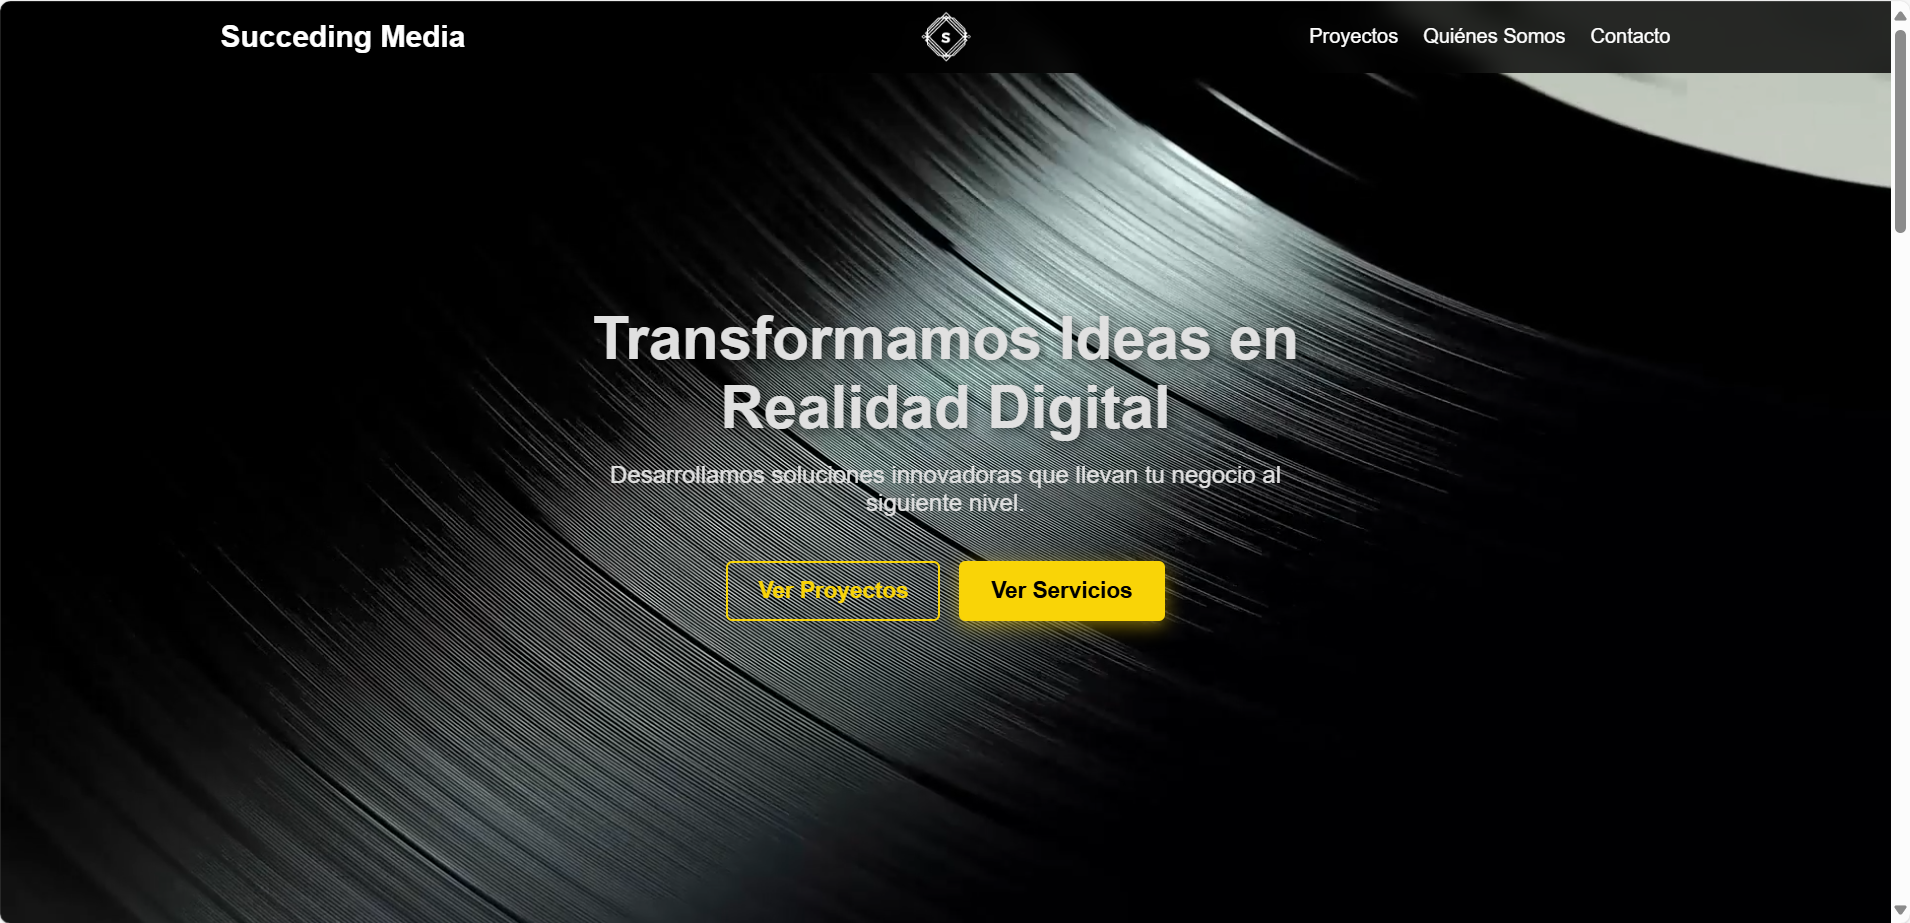 Succeding Media
S
Proyectos Quiénes Somos Contacto
Transformamos Ideas en
Realidad Digital
Desarrollamos soluciones innovadoras que llevan tu negocio al
siguiente nivel.
Ver Proyectos Ver Servicios